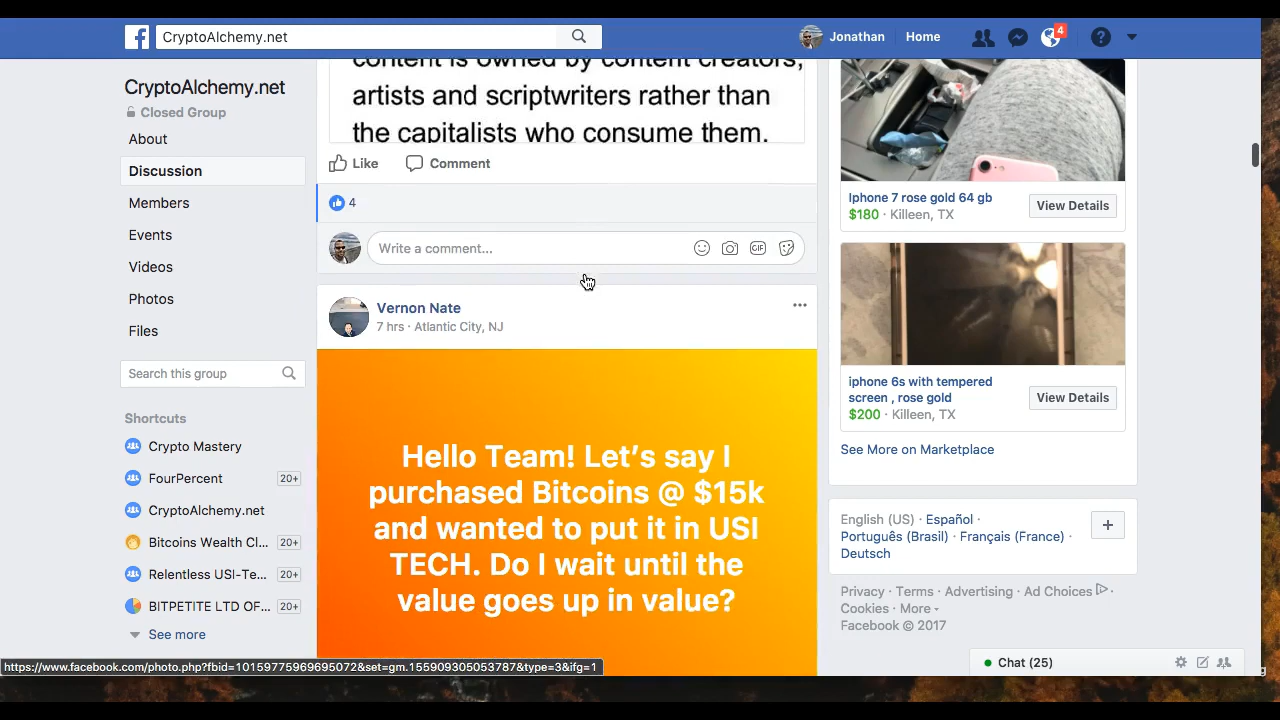 CryptoAlchemy.net
Jonathan
Home
4
CryptoAlchemy.net
Closed Group
About
Discussion
Members
Events
Videos
Photos
Files
Search this group
Shortcuts
Crypto Mastery
FourPercent 20+
CryptoAlchemy.net
Bitcoins Wealth Cl... 20+
Relentless USI-Te... 20+
BITPETITE LTD OF... 20+
See more
content is owned by content creators,
artists and scriptwriters rather than
the capitalists who consume them.
Like
Comment
4
Write a comment...
GIF
Vernon Nate
7 hrs · Atlantic City, NJ
Hello Team! Let's say I
purchased Bitcoins @ $15k
and wanted to put it in USI
TECH. Do I wait until the
value goes up in value?
Iphone 7 rose gold 64 gb
$180 · Killeen, TX
View Details
iphone 6s with tempered
screen , rose gold
$200 · Killeen, TX
View Details
See More on Marketplace
English (US) · Español ·
Português (Brasil) · Français (France) ·
Deutsch
Privacy · Terms · Advertising · Ad Choices ·
Cookies · More
Facebook © 2017
Chat (25)
https://www.facebook.com/photo.php?fbid=10159775969695072&set=gm.155909305053787&type=3&ifg=1